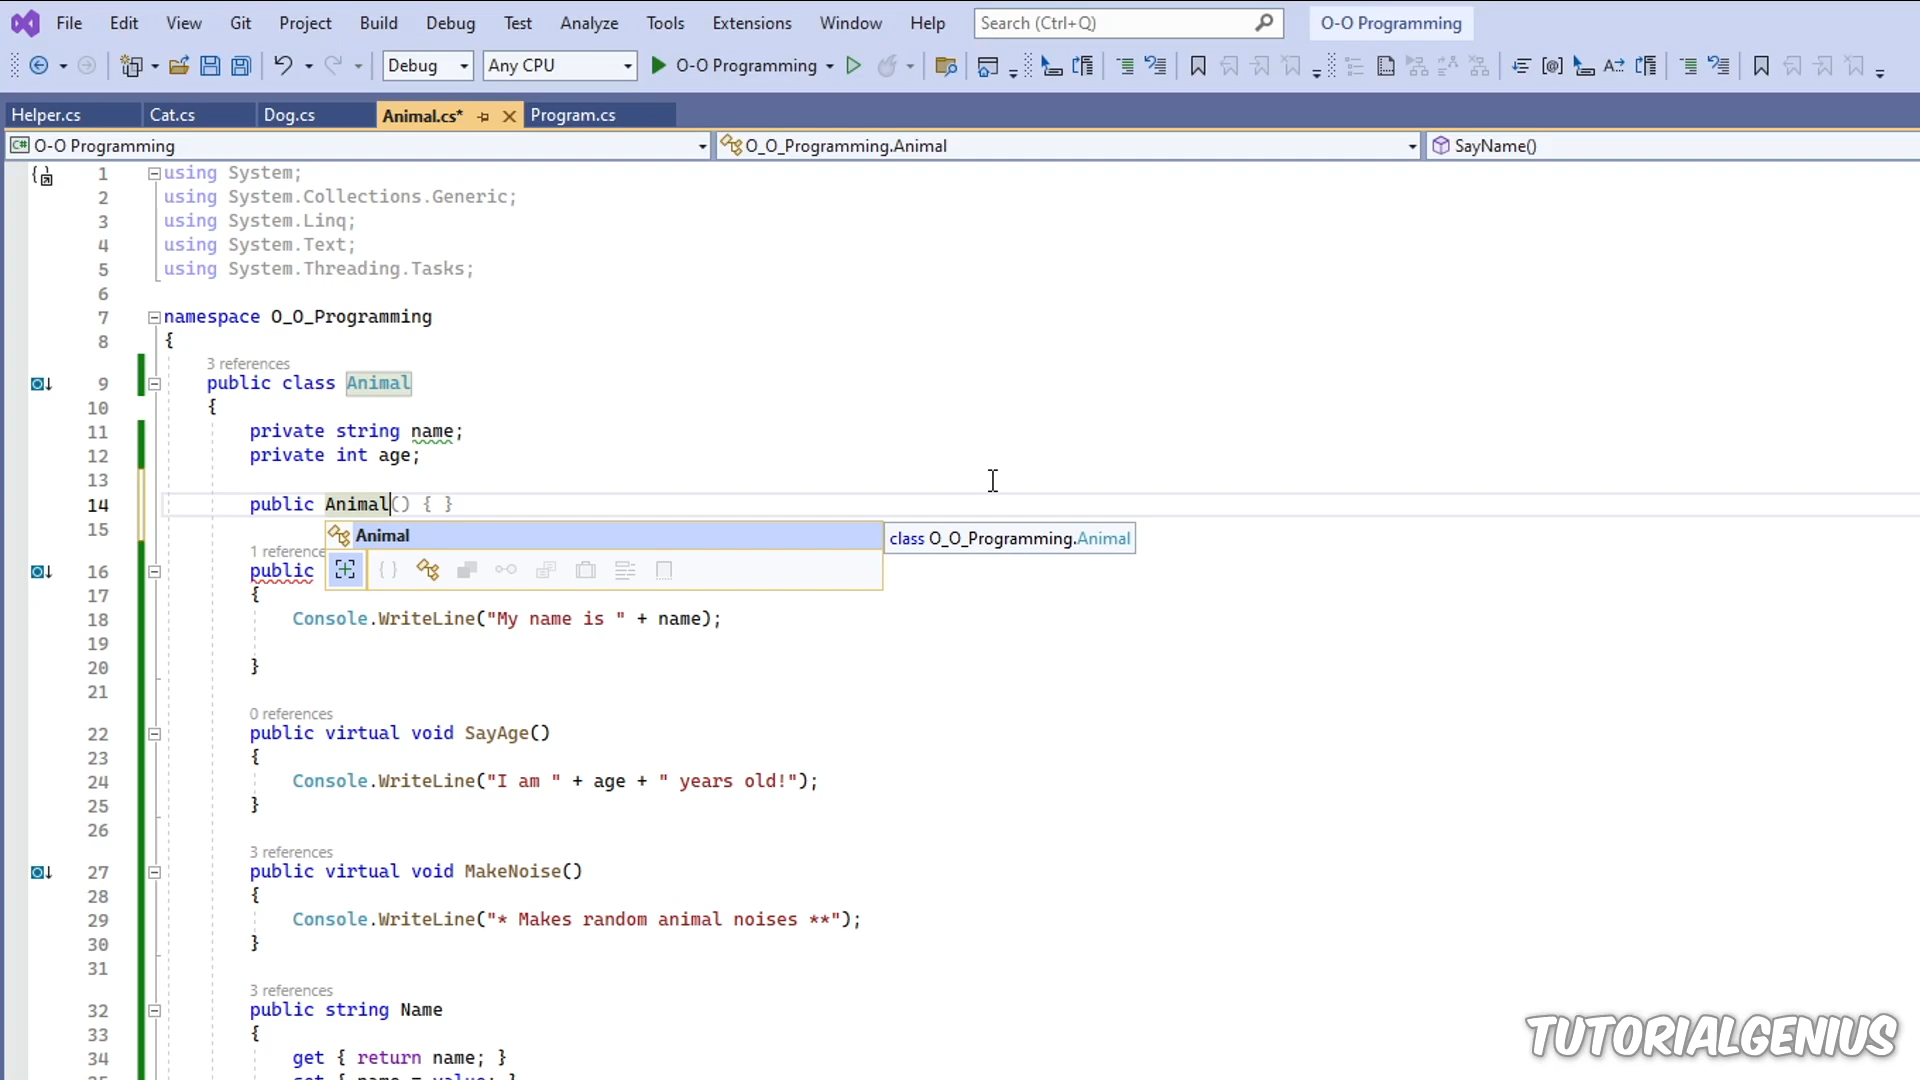 File Edit View Git Project Build Debug Test Analyze Tools Extensions Window Help Search (Ctrl+Q) O-O Programming
Debug Any CPU O-O Programming
Helper.cs Cat.cs Dog.cs Animal.cs* Program.cs
C# O-O Programming O_O_Programming.Animal SayName()
1 using System;
2 using System.Collections.Generic;
3 using System.Linq;
4 using System.Text;
5 using System.Threading.Tasks;
6
7 namespace O_O_Programming
8 {
3 references
9 public class Animal
10 {
11 private string name;
12 private int age;
13
14 public Animal() { }
15 Animal class O_O_Programming.Animal
1 reference
16 public
17 {
18 Console.WriteLine("My name is " + name);
19
20 }
21
0 references
22 public virtual void SayAge()
23 {
24 Console.WriteLine("I am " + age + " years old!");
25 }
26
3 references
27 public virtual void MakeNoise()
28 {
29 Console.WriteLine("* Makes random animal noises **");
30 }
31
3 references
32 public string Name
33 {
34 get { return name; }
TUTORIALGENIUS